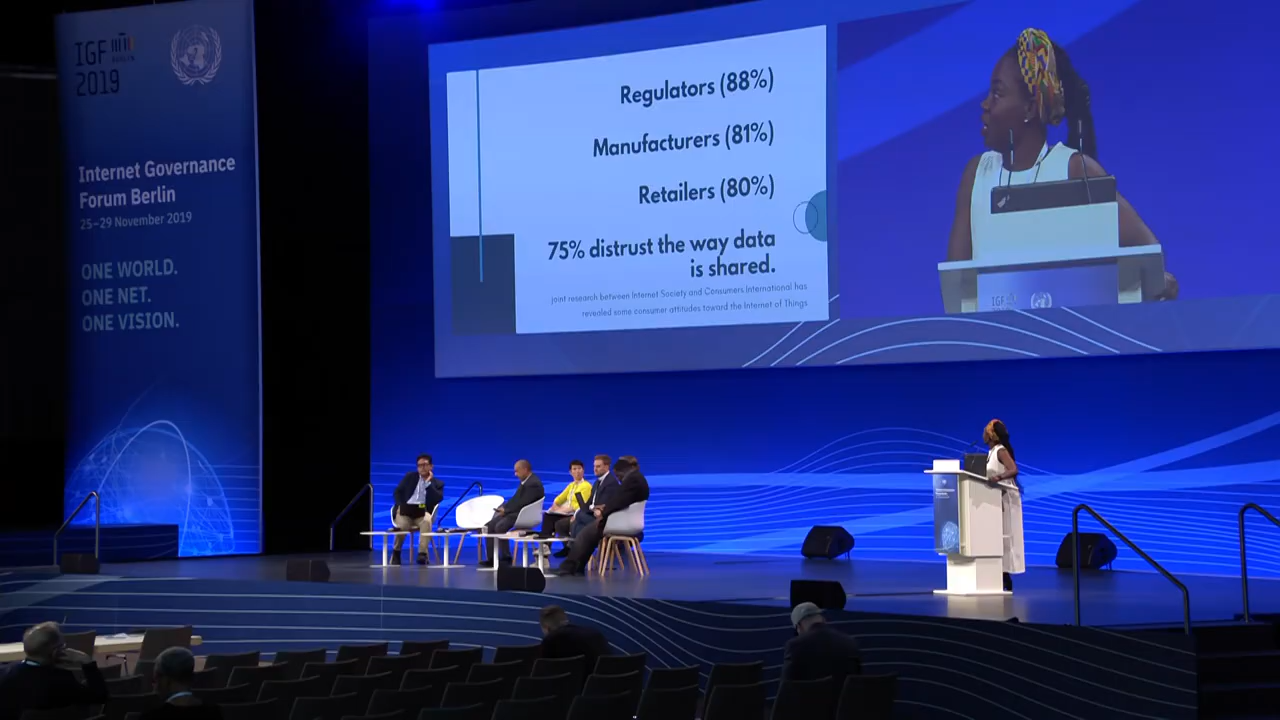 IGF
BERLIN
2019
Internet Governance
Forum Berlin
25–29 November 2019
ONE WORLD.
ONE NET.
ONE VISION.
Regulators (88%)
Manufacturers (81%)
Retailers (80%)
75% distrust the way data
is shared.
joint research between Internet Society and Consumers International has
revealed some consumer attitudes toward the Internet of Things
IGF